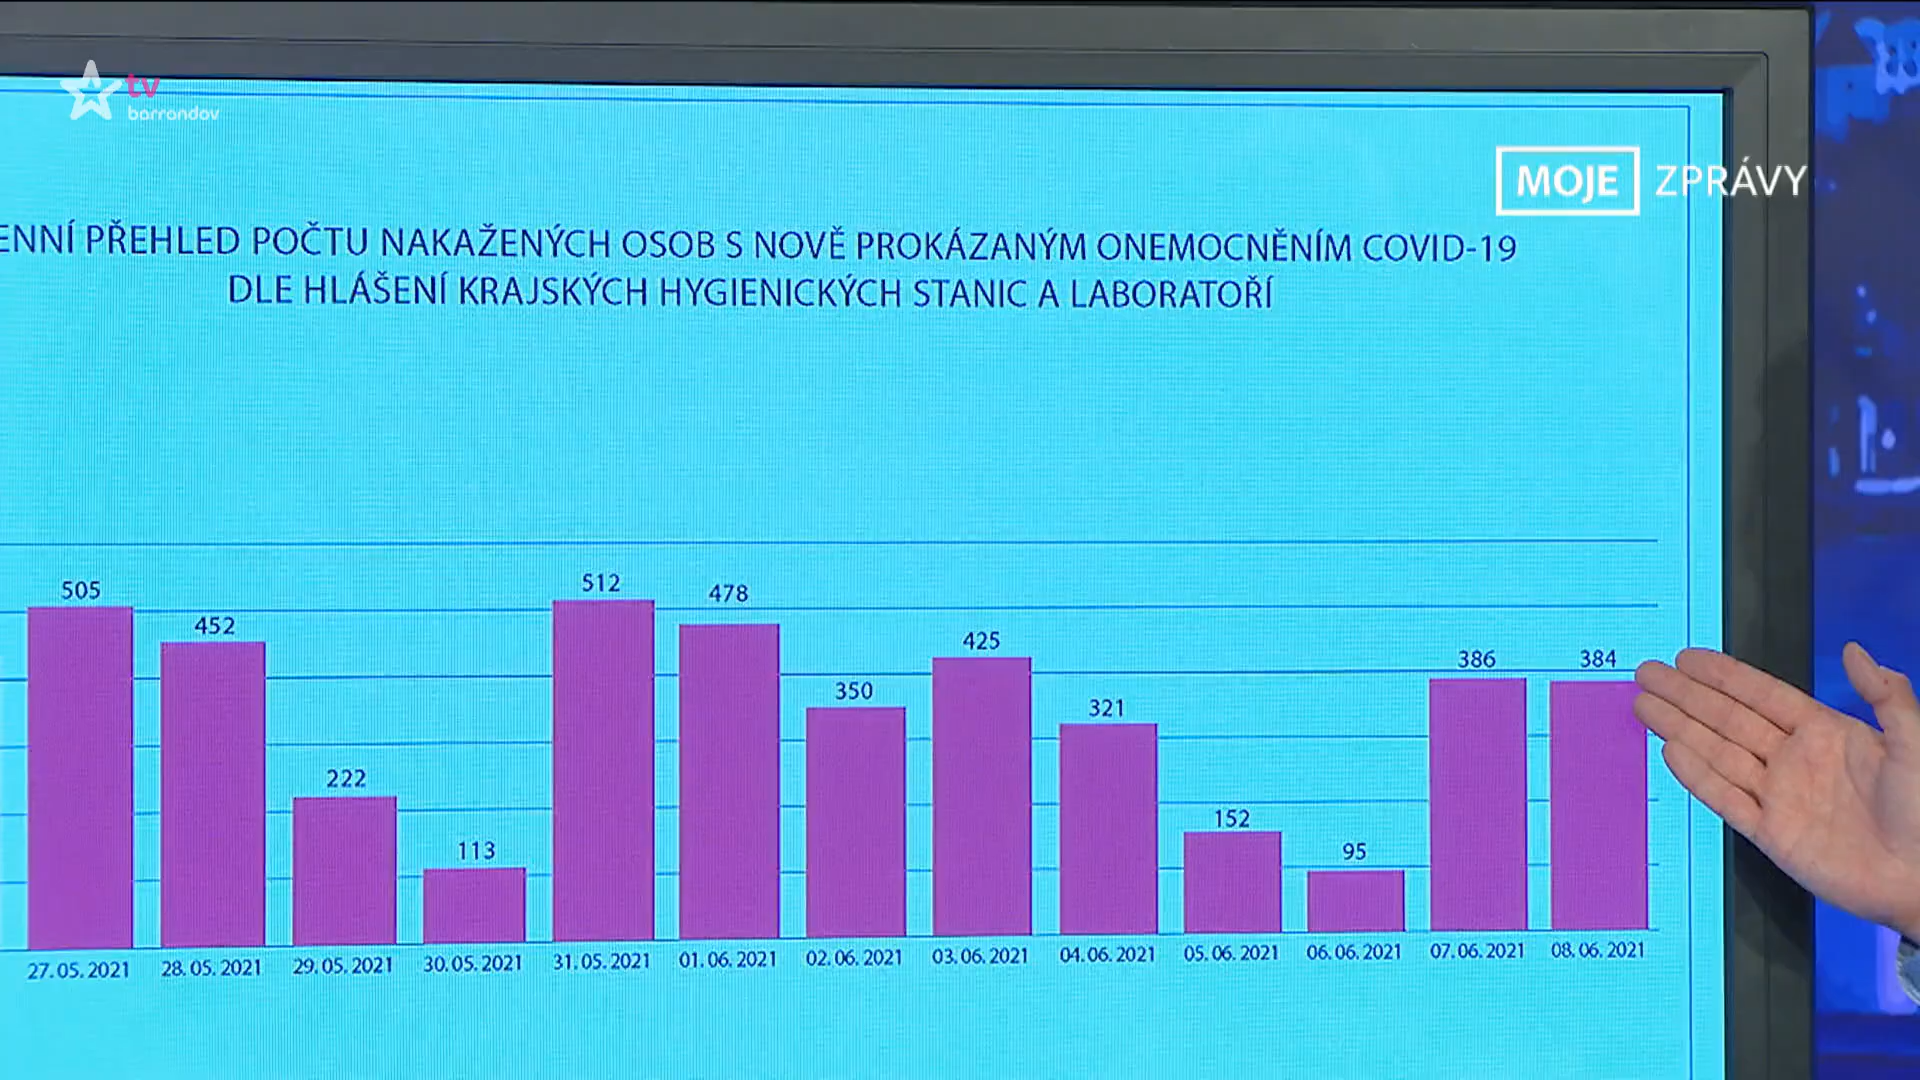 tv
barrandov
MOJE ZPRÁVY
ENNÍ PŘEHLED POČTU NAKAŽENÝCH OSOB S NOVĚ PROKÁZANÝM ONEMOCNĚNÍM COVID-19
DLE HLÁŠENÍ KRAJSKÝCH HYGIENICKÝCH STANIC A LABORATOŘÍ
505 452 222 113 512 478 350 425 321 152 95 386 384
27. 05. 2021 28. 05. 2021 29. 05. 2021 30. 05. 2021 31. 05. 2021 01. 06. 2021 02. 06. 2021 03. 06. 2021 04. 06. 2021 05. 06. 2021 06. 06. 2021 07. 06. 2021 08. 06. 2021